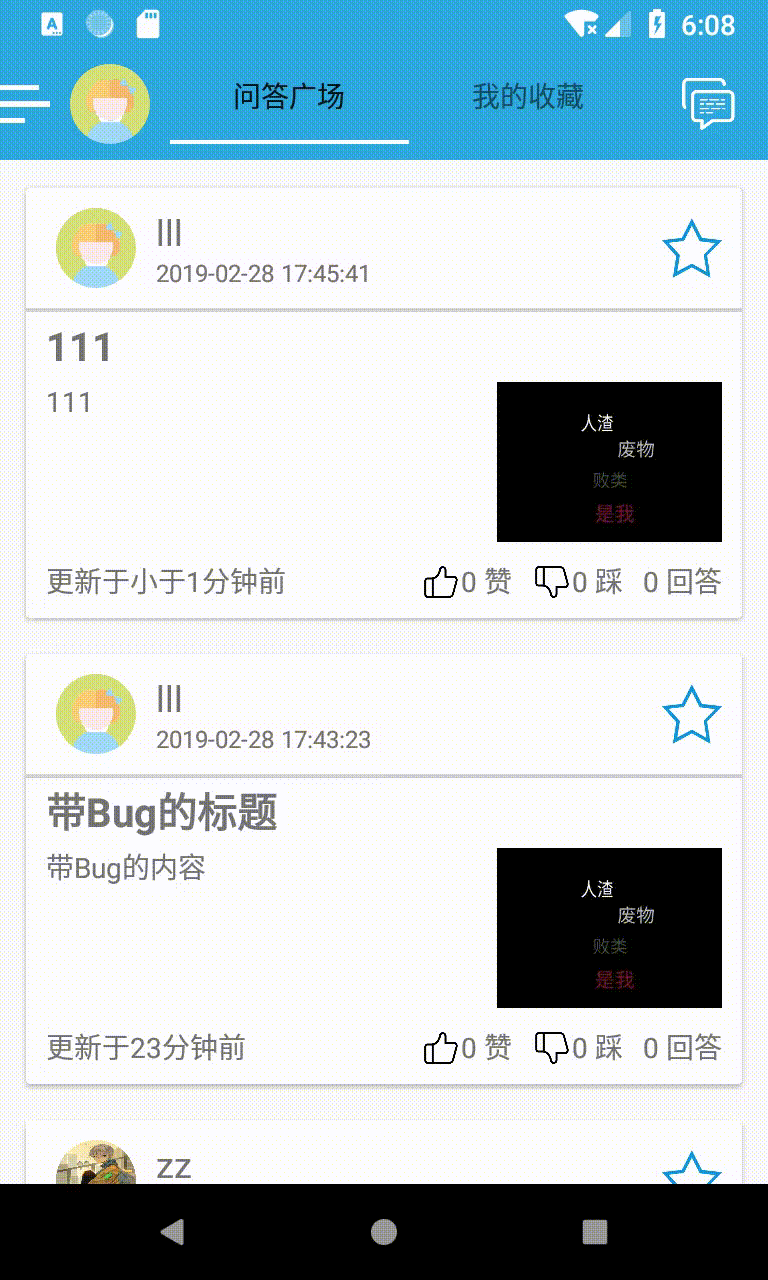 6:08
问答广场 我的收藏
lll
2019-02-28 17:45:41
111
111
人渣
废物
败类
是我
更新于小于1分钟前 0 赞 0 踩 0 回答
lll
2019-02-28 17:43:23
带Bug的标题
带Bug的内容
人渣
废物
败类
是我
更新于23分钟前 0 赞 0 踩 0 回答
zz